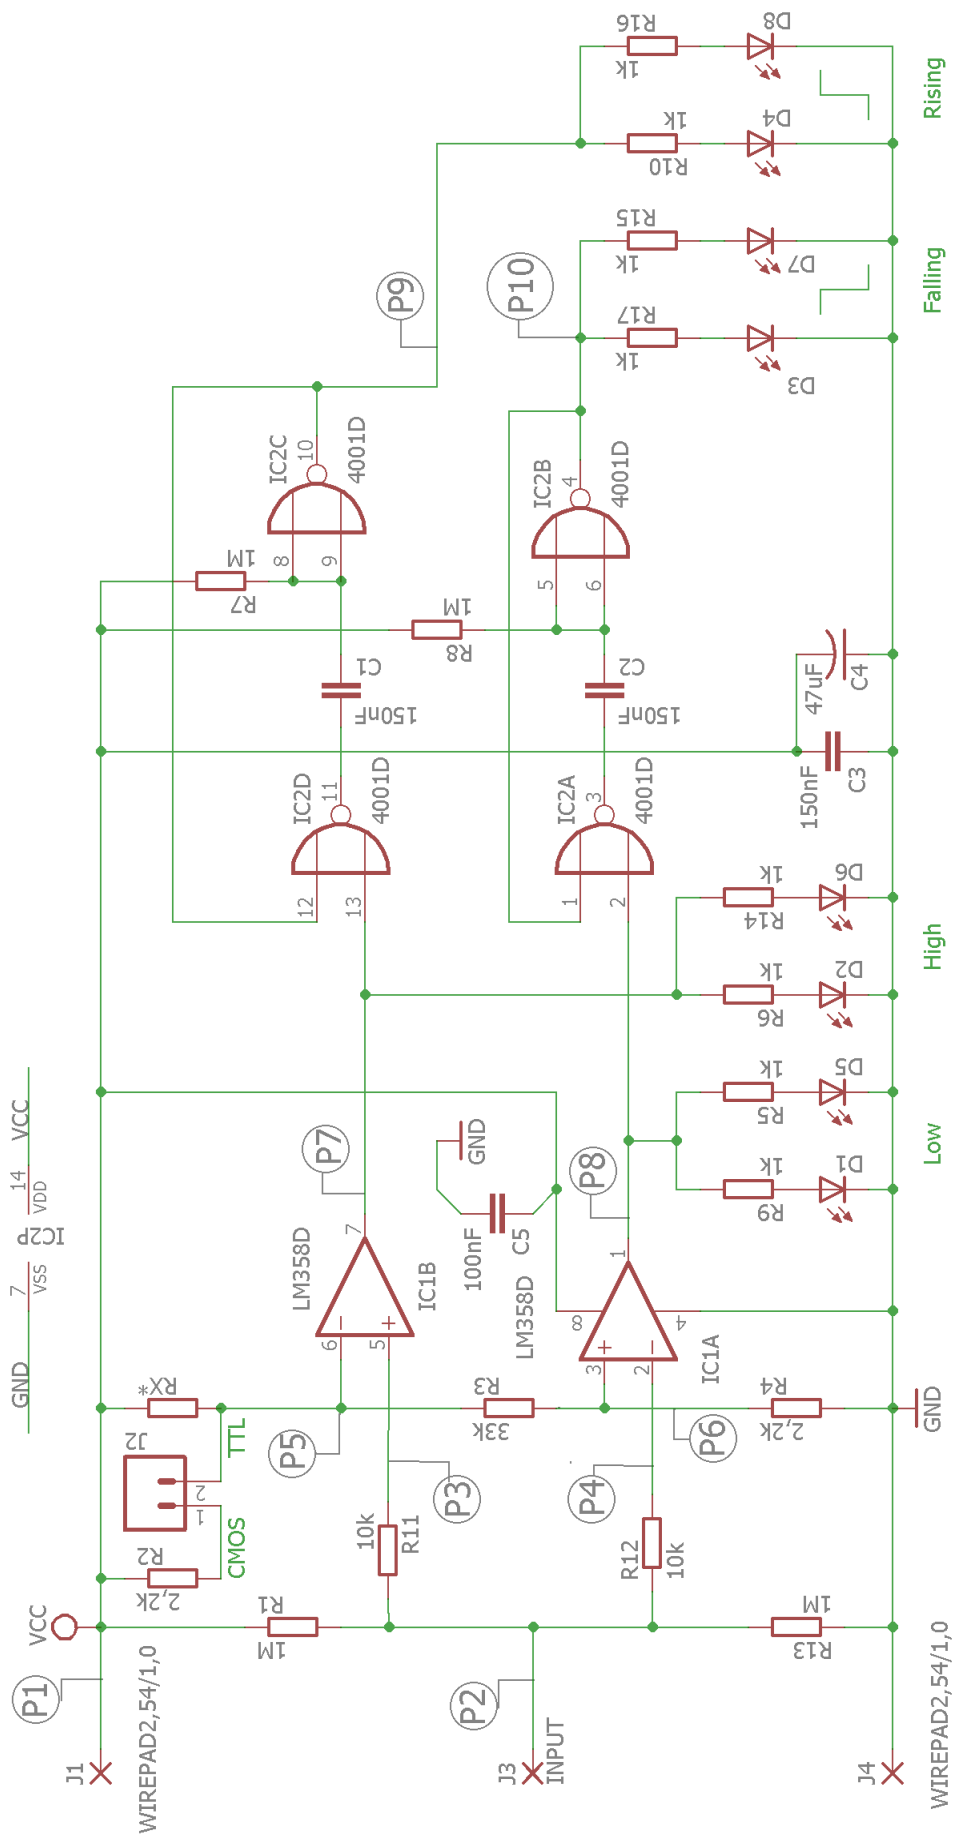 R16
1k
D8
Rising
1k
R10
D4
R15
1k
D7
Falling
R17
1k
D3
P9
P10
IC2C
10
4001D
8
9
1M
R7
IC2B
4
4001D
5
6
1M
R8
C1
150nF
C2
150nF
47uF
C4
150nF
C3
IC2D
11
4001D
12
13
IC2A
3
4001D
1
2
1k
R14
D6
High
1k
R6
D2
1k
R5
D5
Low
1k
R9
D1
VCC
14
VDD
IC2P
7
VSS
GND
P7
GND
100nF
C5
P8
LM358D
7
IC1B
6
5
LM358D
1
8
4
IC1A
3
2
RX*
J2
TTL
2
1
CMOS
R2
2,2k
P5
R3
33k
P6
R4
2,2k
GND
P3
P4
10k
R11
R12
10k
VCC
R1
1M
1M
R13
P1
P2
J1
WIREPAD2,54/1,0
J3
INPUT
J4
WIREPAD2,54/1,0